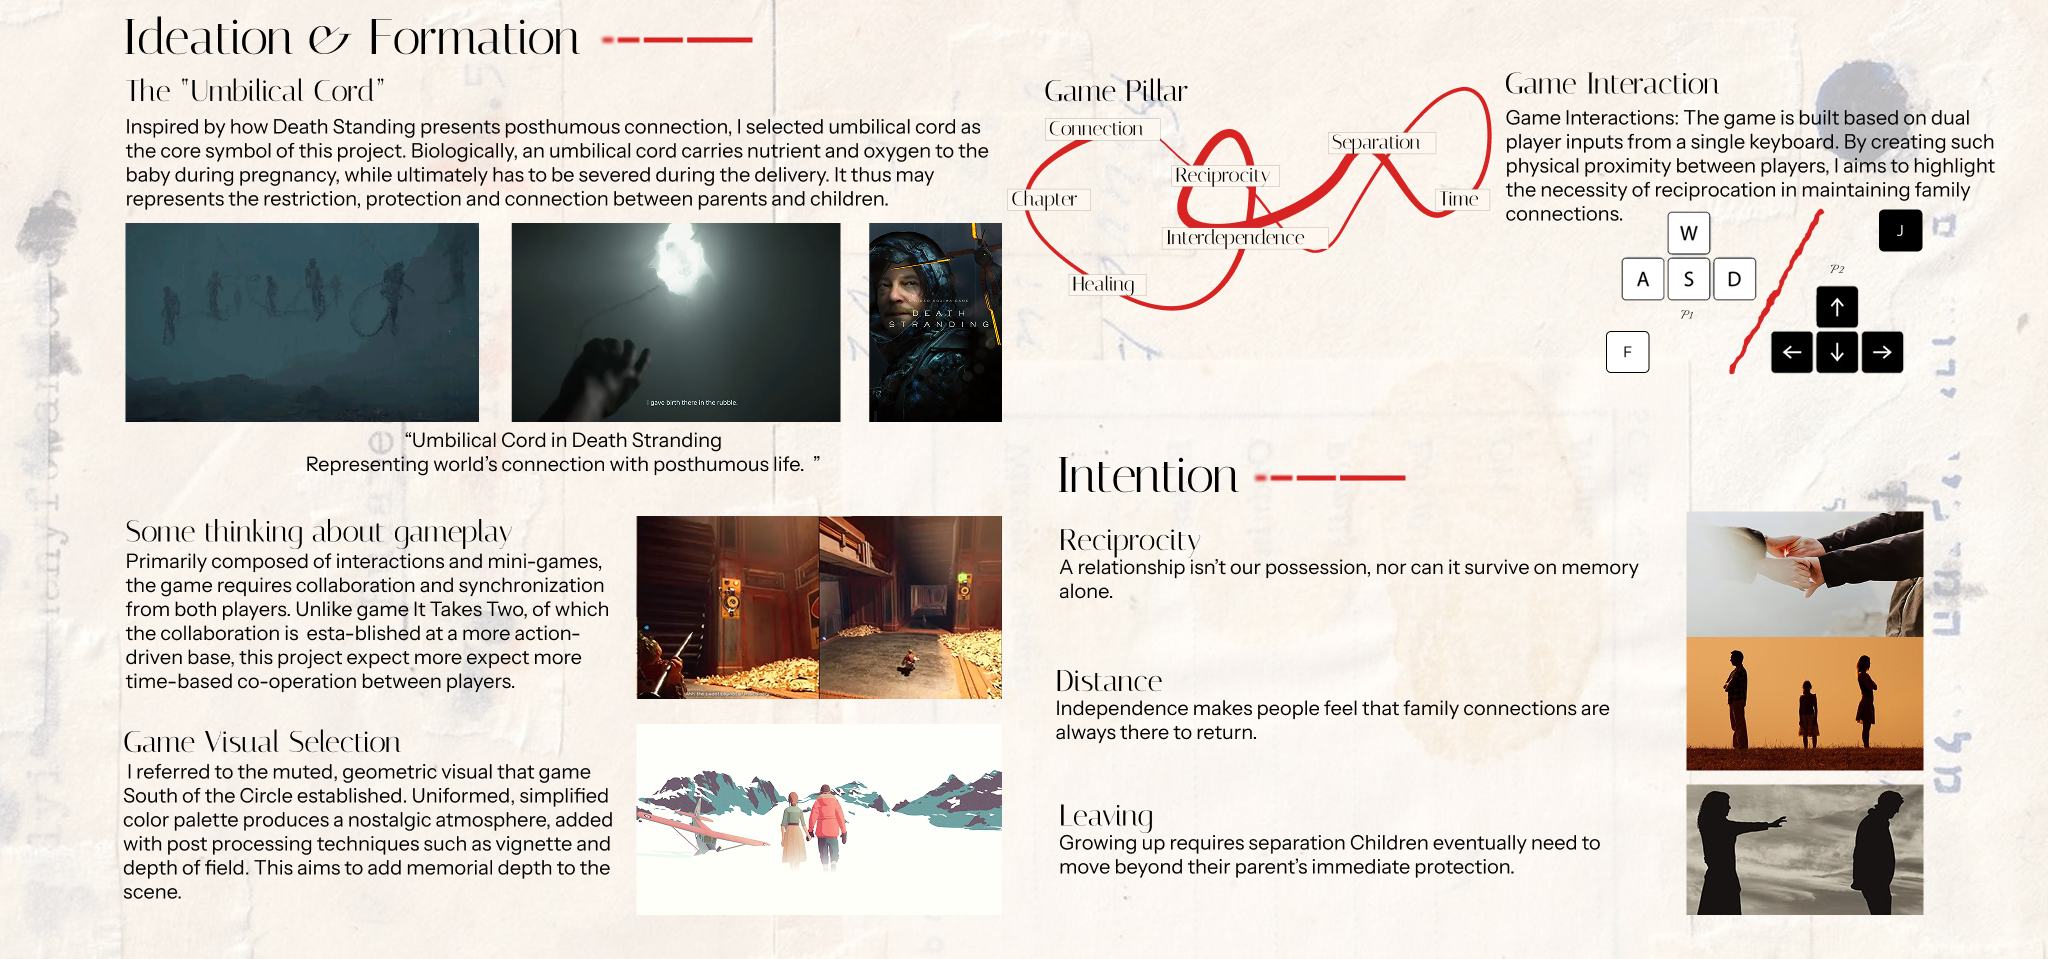 Ideation & Formation
The "Umbilical Cord"
Inspired by how Death Standing presents posthumous connection, I selected umbilical cord as
the core symbol of this project. Biologically, an umbilical cord carries nutrient and oxygen to the
baby during pregnancy, while ultimately has to be severed during the delivery. It thus may
represents the restriction, protection and connection between parents and children.
I gave birth there in the rubble.
DEATH
STRANDING
“Umbilical Cord in Death Stranding
Representing world’s connection with posthumous life. ”
Some thinking about gameplay
Primarily composed of interactions and mini-games,
the game requires collaboration and synchronization
from both players. Unlike game It Takes Two, of which
the collaboration is esta-blished at a more action-
driven base, this project expect more expect more
time-based co-operation between players.
Game Visual Selection
I referred to the muted, geometric visual that game
South of the Circle established. Uniformed, simplified
color palette produces a nostalgic atmosphere, added
with post processing techniques such as vignette and
depth of field. This aims to add memorial depth to the
scene.
Game Pillar
Connection
Separation
Reciprocity
Chapter
Time
Interdependence
Healing
Game Interaction
Game Interactions: The game is built based on dual
player inputs from a single keyboard. By creating such
physical proximity between players, I aims to highlight
the necessity of reciprocation in maintaining family
connections.
W
J
A S D
P2
P1
↑
F
← ↓ →
Intention
Reciprocity
A relationship isn’t our possession, nor can it survive on memory
alone.
Distance
Independence makes people feel that family connections are
always there to return.
Leaving
Growing up requires separation Children eventually need to
move beyond their parent’s immediate protection.